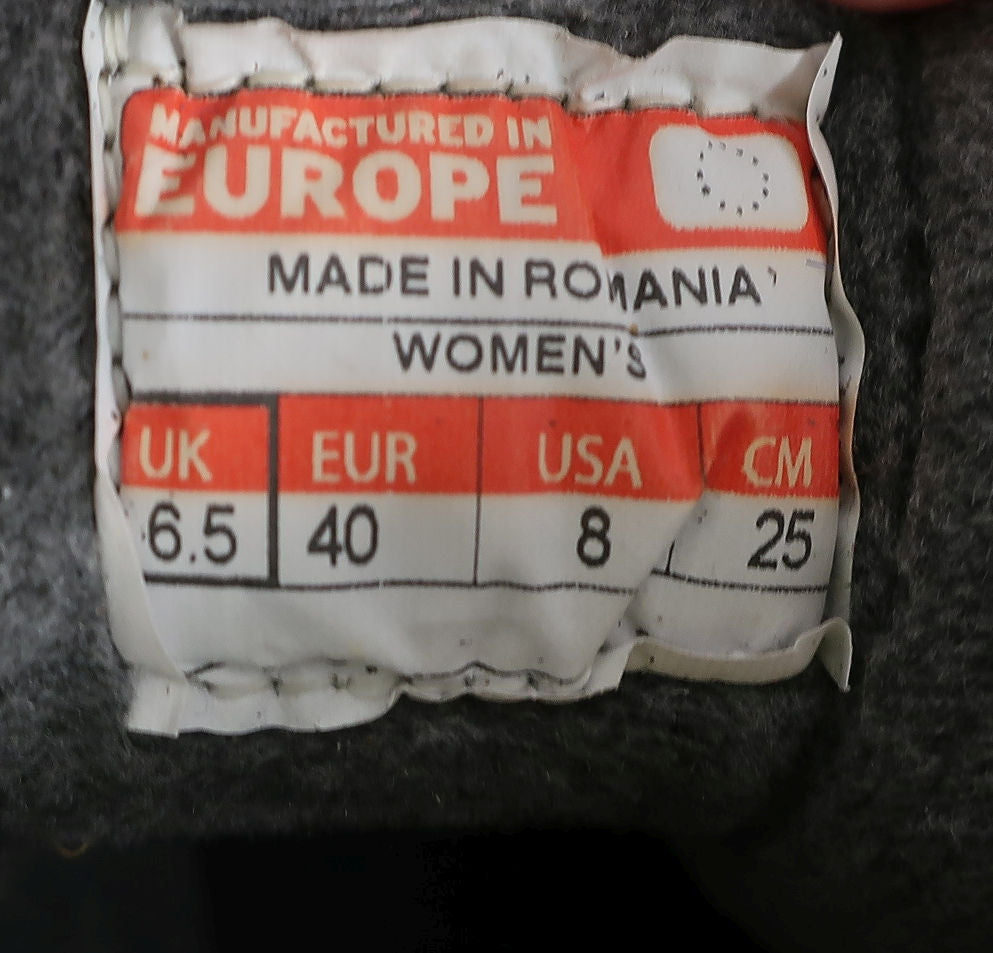 MANUFACTURED IN
EUROPE
MADE IN ROMANIA
WOMEN'S
UK EUR USA CM
6.5 40 8 25